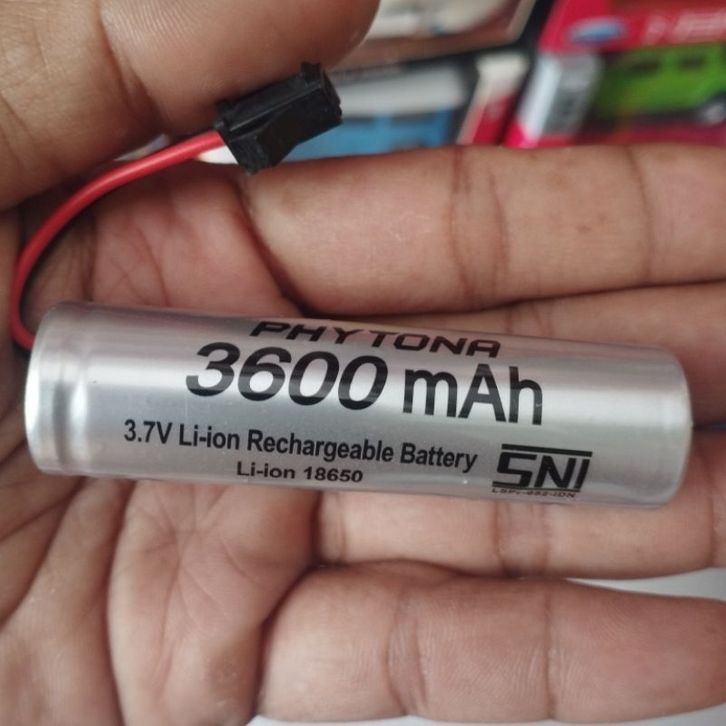 PHYTONA
3600 mAh
3.7V Li-ion Rechargeable Battery
Li-ion 18650
SNI